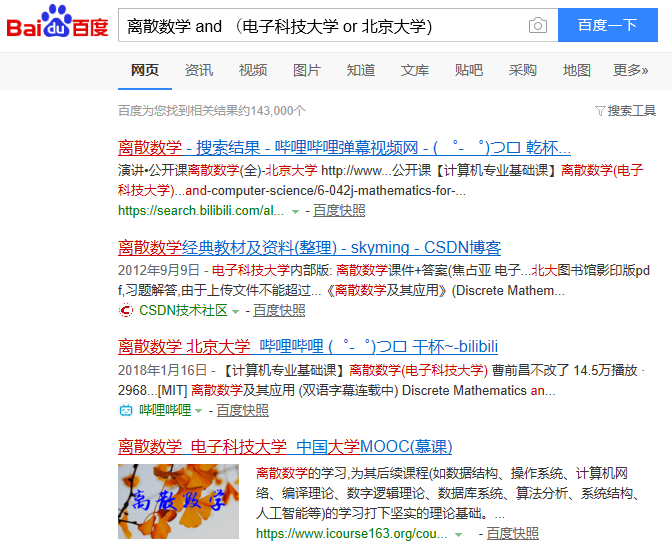 Bai du 百度
离散数学 and （电子科技大学 or 北京大学）
百度一下
网页 资讯 视频 图片 知道 文库 贴吧 采购 地图 更多»
百度为您找到相关结果约143,000个
搜索工具
离散数学 - 搜索结果 - 哔哩哔哩弹幕视频网 - ( ゜- ゜)つロ 乾杯...
演讲•公开课离散数学(全)-北京大学 http://www...公开课【计算机专业基础课】离散数学(电子
科技大学)...and-computer-science/6-042j-mathematics-for-...
https://search.bilibili.com/al... - 百度快照
离散数学经典教材及资料(整理) - skyming - CSDN博客
2012年9月9日 - 电子科技大学内部版: 离散数学课件+答案(焦占亚 电子...北大图书馆影印版pd
f,习题解答,由于上传文件不能超过...《离散数学及其应用》(Discrete Mathem...
CSDN技术社区 - 百度快照
离散数学 北京大学_哔哩哔哩 ( ゜- ゜)つロ 干杯~-bilibili
2018年1月16日 - 【计算机专业基础课】离散数学(电子科技大学) 曹前昌不改了 14.5万播放 ·
2968...[MIT] 离散数学及其应用 (双语字幕连载中) Discrete Mathematics an...
哔哩哔哩 - 百度快照
离散数学_电子科技大学_中国大学MOOC(慕课)
离散数学
离散数学的学习,为其后续课程(如数据结构、操作系统、计算机网
络、编译理论、数字逻辑理论、数据库系统、算法分析、系统结构、
人工智能等)的学习打下坚实的理论基础。...
https://www.icourse163.org/cou... - 百度快照